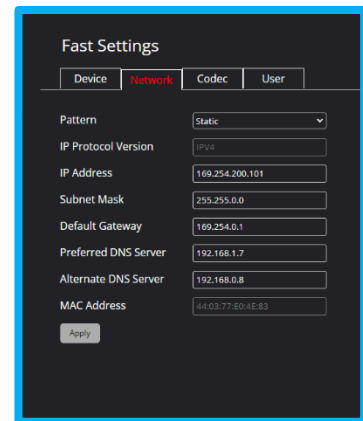 Fast Settings
Device Network Codec User
Pattern Static
IP Protocol Version IPV4
IP Address 169.254.200.101
Subnet Mask 255.255.0.0
Default Gateway 169.254.0.1
Preferred DNS Server 192.168.1.7
Alternate DNS Server 192.168.0.8
MAC Address 44:03:77:E0:4E:83
Apply